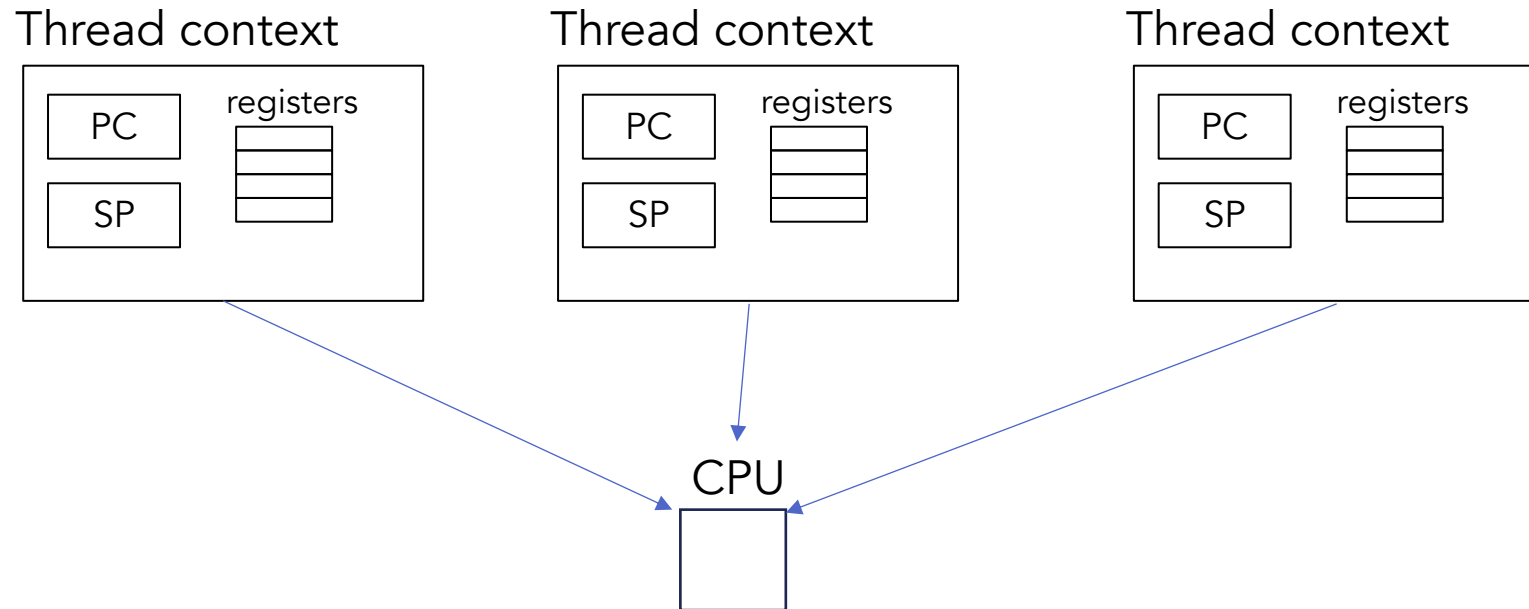 Thread context
Thread context
Thread context
PC
registers
SP
PC
registers
SP
PC
registers
SP
CPU